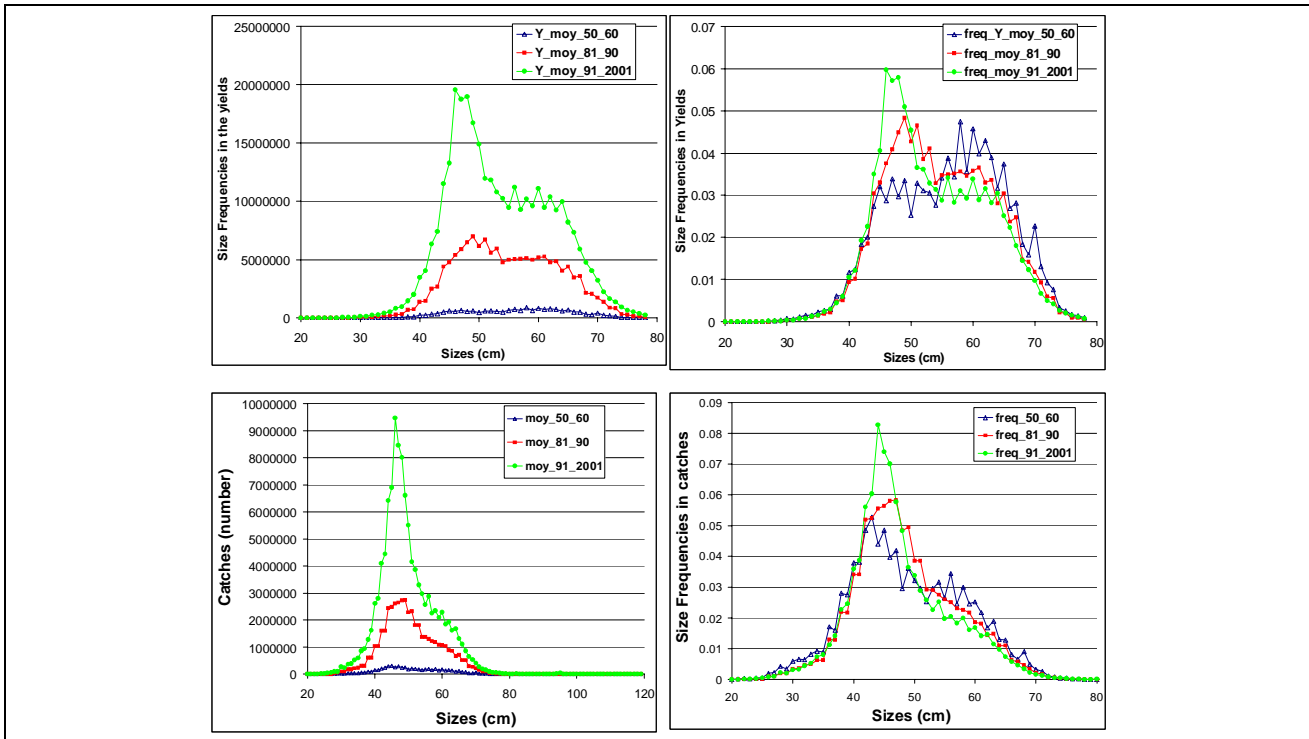 Size Frequencies in the yields
25000000
20000000
15000000
10000000
5000000
0
20 30 40 50 60 70 80
Sizes (cm)
Y_moy_50_60
Y_moy_81_90
Y_moy_91_2001
Size Frequencies in Yields
0.07
0.06
0.05
0.04
0.03
0.02
0.01
0
20 30 40 50 60 70 80
Sizes (cm)
freq_Y_moy_50_60
freq_moy_81_90
freq_moy_91_2001
Catches (number)
10000000
9000000
8000000
7000000
6000000
5000000
4000000
3000000
2000000
1000000
0
20 40 60 80 100 120
Sizes (cm)
moy_50_60
moy_81_90
moy_91_2001
Size Frequencies in catches
0.09
0.08
0.07
0.06
0.05
0.04
0.03
0.02
0.01
0
20 30 40 50 60 70 80
Sizes (cm)
freq_50_60
freq_81_90
freq_91_2001